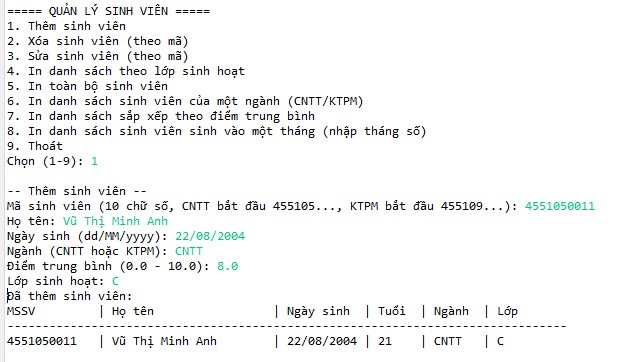 ===== QUẢN LÝ SINH VIÊN =====
1. Thêm sinh viên
2. Xóa sinh viên (theo mã)
3. Sửa sinh viên (theo mã)
4. In danh sách theo lớp sinh hoạt
5. In toàn bộ sinh viên
6. In danh sách sinh viên của một ngành (CNTT/KTPM)
7. In danh sách sắp xếp theo điểm trung bình
8. In danh sách sinh viên sinh vào một tháng (nhập tháng số)
9. Thoát
Chọn (1-9): 1

-- Thêm sinh viên --
Mã sinh viên (10 chữ số, CNTT bắt đầu 455105..., KTPM bắt đầu 455109...): 4551050011
Họ tên: Vũ Thị Minh Anh
Ngày sinh (dd/MM/yyyy): 22/08/2004
Ngành (CNTT hoặc KTPM): CNTT
Điểm trung bình (0.0 - 10.0): 8.0
Lớp sinh hoạt: C
Đã thêm sinh viên:
MSSV | Họ tên | Ngày sinh | Tuổi | Ngành | Lớp
--------------------------------------------------------------------------------
4551050011 | Vũ Thị Minh Anh | 22/08/2004 | 21 | CNTT | C